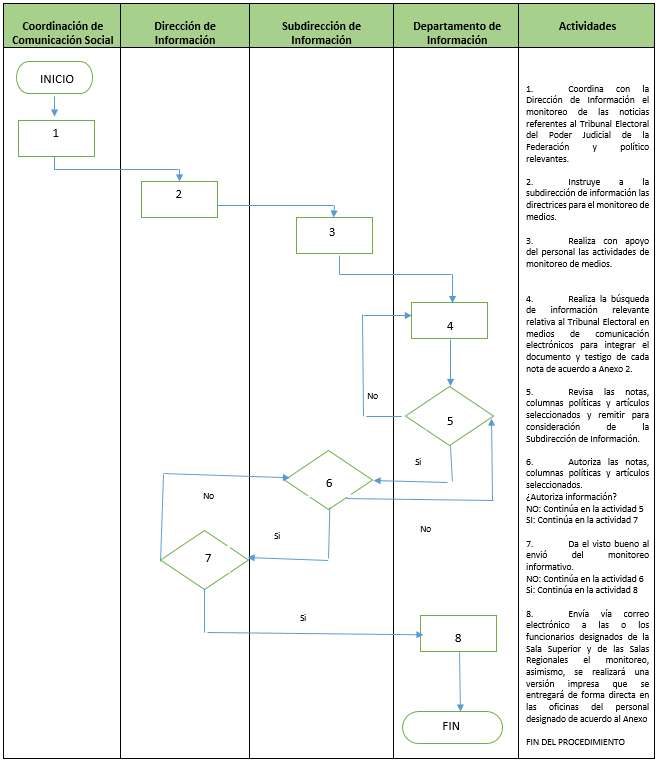 Coordinación de
Comunicación Social
Dirección de
Información
Subdirección de
Información
Departamento de
Información
Actividades
INICIO
1
2
3
4
No
5
Si
6
No
No
Si
7
Si
8
FIN
1. Coordina con la
Dirección de Información el
monitoreo de las noticias
referentes al Tribunal Electoral
del Poder Judicial de la
Federación y político
relevantes.
2. Instruye a la
subdirección de información las
directrices para el monitoreo de
medios.
3. Realiza con apoyo
del personal las actividades de
monitoreo de medios.
4. Realiza la búsqueda
de información relevante
relativa al Tribunal Electoral en
medios de comunicación
electrónicos para integrar el
documento y testigo de cada
nota de acuerdo a Anexo 2.
5. Revisa las notas,
columnas políticas y artículos
seleccionados y remitir para
consideración de la
Subdirección de Información.
6. Autoriza las notas,
columnas políticas y artículos
seleccionados.
¿Autoriza información?
NO: Continúa en la actividad 5
SI: Continúa en la actividad 7
7. Da el visto bueno al
envió del monitoreo
informativo.
NO: Continúa en la actividad 6
Si: Continúa en la actividad 8
8. Envía vía correo
electrónico a las o los
funcionarios designados de la
Sala Superior y de las Salas
Regionales el monitoreo,
asimismo, se realizará una
versión impresa que se
entregará de forma directa en
las oficinas del personal
designado de acuerdo al Anexo
FIN DEL PROCEDIMIENTO